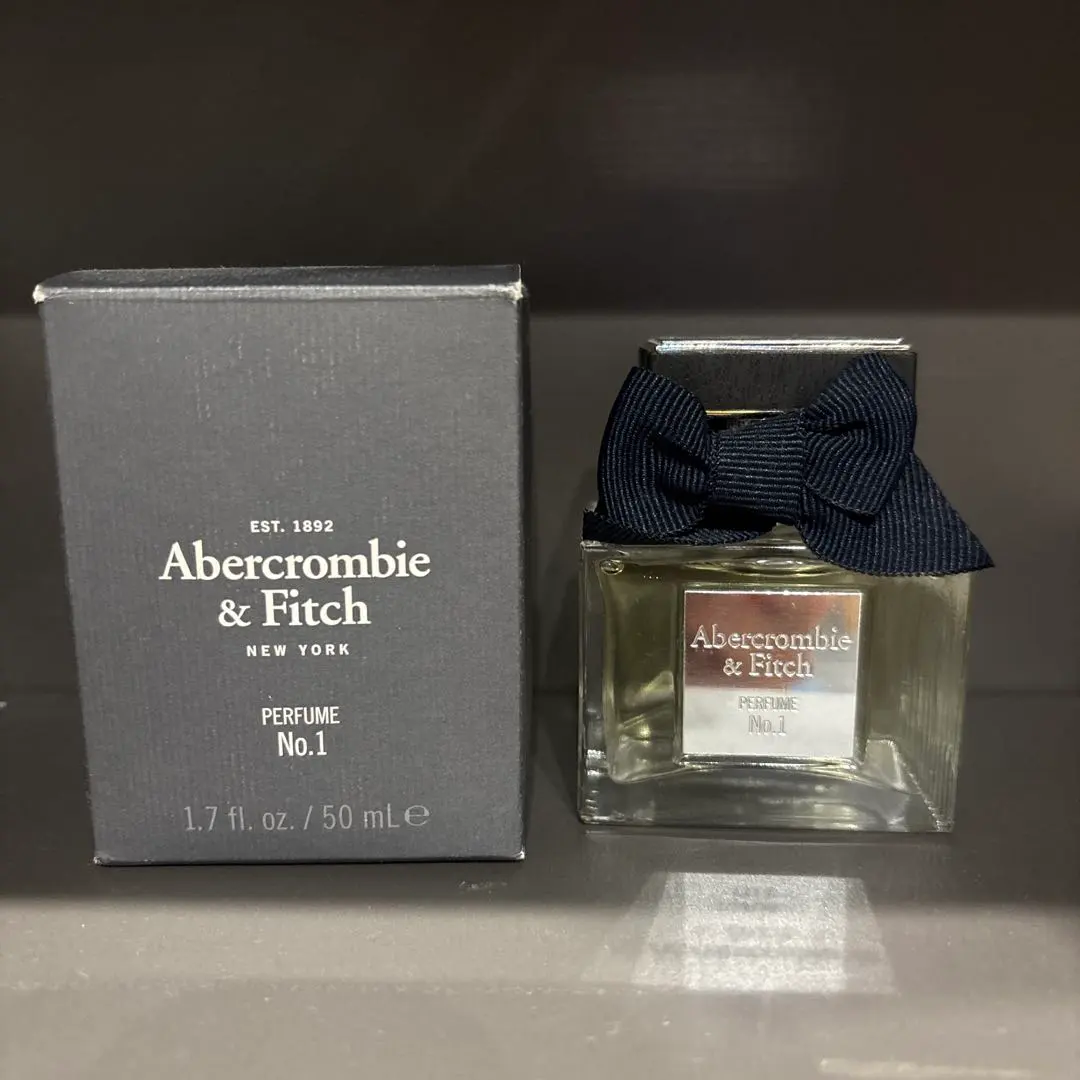 EST. 1892
Abercrombie
& Fitch
NEW YORK
PERFUME
No.1
1.7 fl. oz. / 50 mL ℮
Abercrombie
& Fitch
PERFUME
No.1